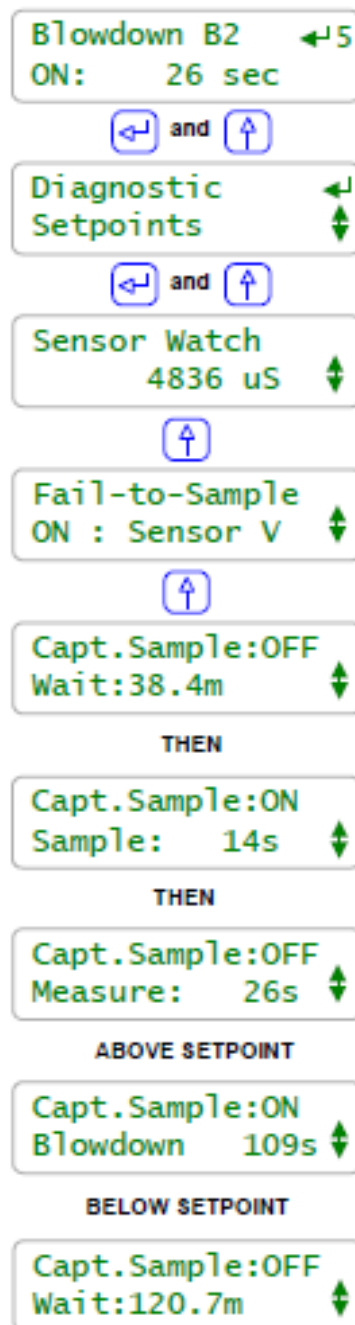 Blowdown B2 ↵5
ON: 26 sec
and
Diagnostic ↵
Setpoints
and
Sensor Watch
4836 uS
Fail-to-Sample
ON : Sensor V
Capt.Sample:OFF
Wait:38.4m
THEN
Capt.Sample:ON
Sample: 14s
THEN
Capt.Sample:OFF
Measure: 26s
ABOVE SETPOINT
Capt.Sample:ON
Blowdown 109s
BELOW SETPOINT
Capt.Sample:OFF
Wait:120.7m